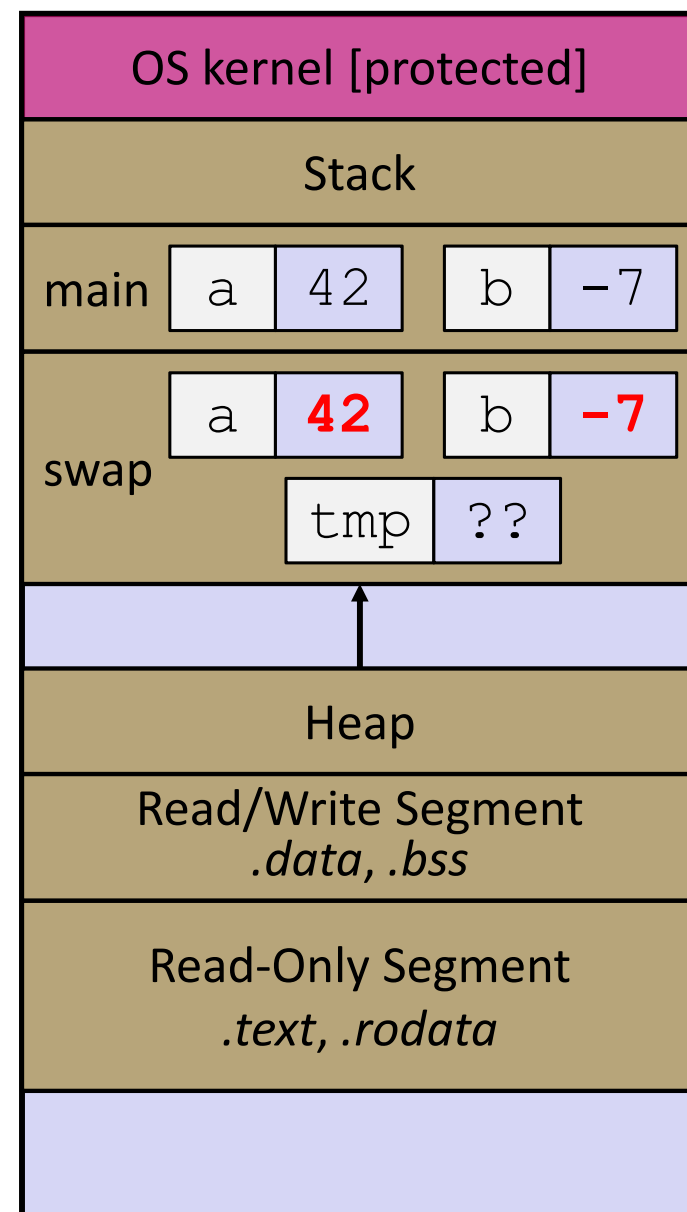 OS kernel [protected]
Stack
main a 42 b -7
a 42 b -7
swap
tmp ??
Heap
Read/Write Segment
.data, .bss
Read-Only Segment
.text, .rodata